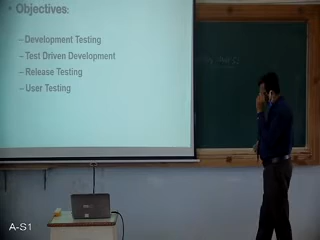 • Objectives:
– Development Testing
– Test Driven Development
– Release Testing
– User Testing
A-S1